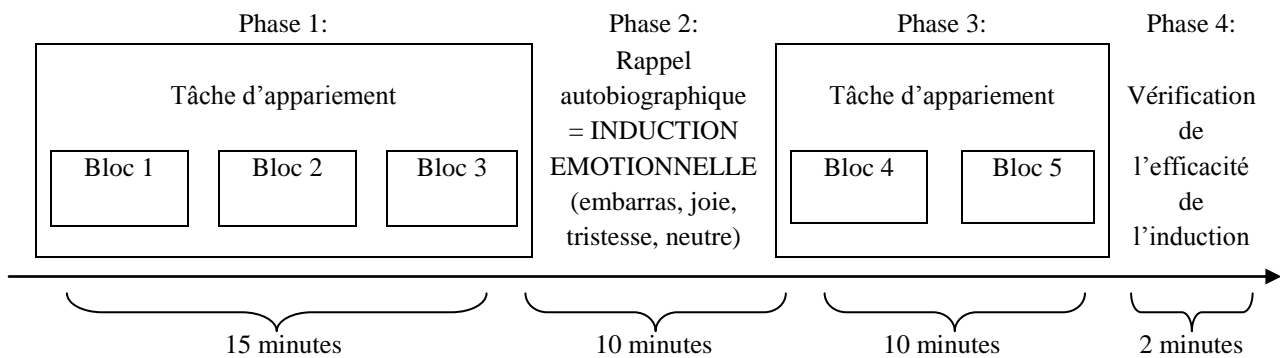 Phase 1:
Tâche d'appariement
Bloc 1
Bloc 2
Bloc 3
15 minutes
Phase 2:
Rappel
autobiographique
= INDUCTION
EMOTIONNELLE
(embarras, joie,
tristesse, neutre)
10 minutes
Phase 3:
Tâche d'appariement
Bloc 4
Bloc 5
10 minutes
Phase 4:
Vérification
de
l'efficacité
de
l'induction
2 minutes